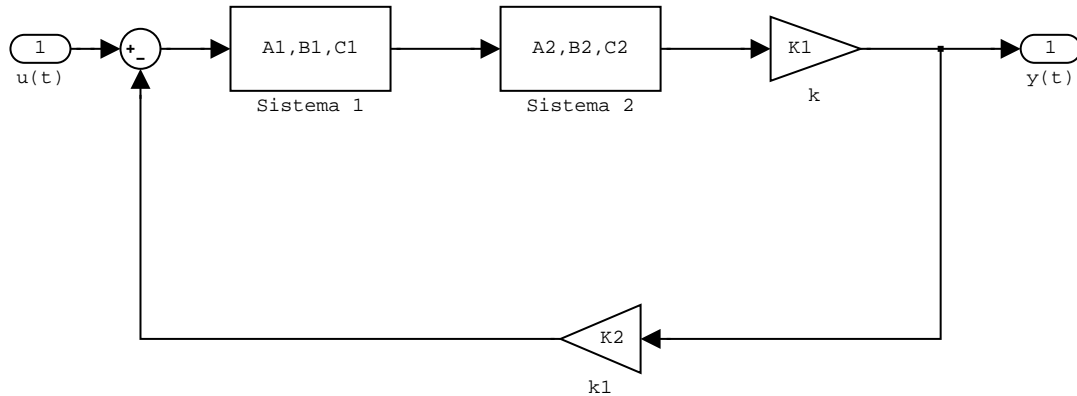 1
u(t)
+
−
A1,B1,C1
Sistema 1
A2,B2,C2
Sistema 2
K1
k
1
y(t)
K2
k1